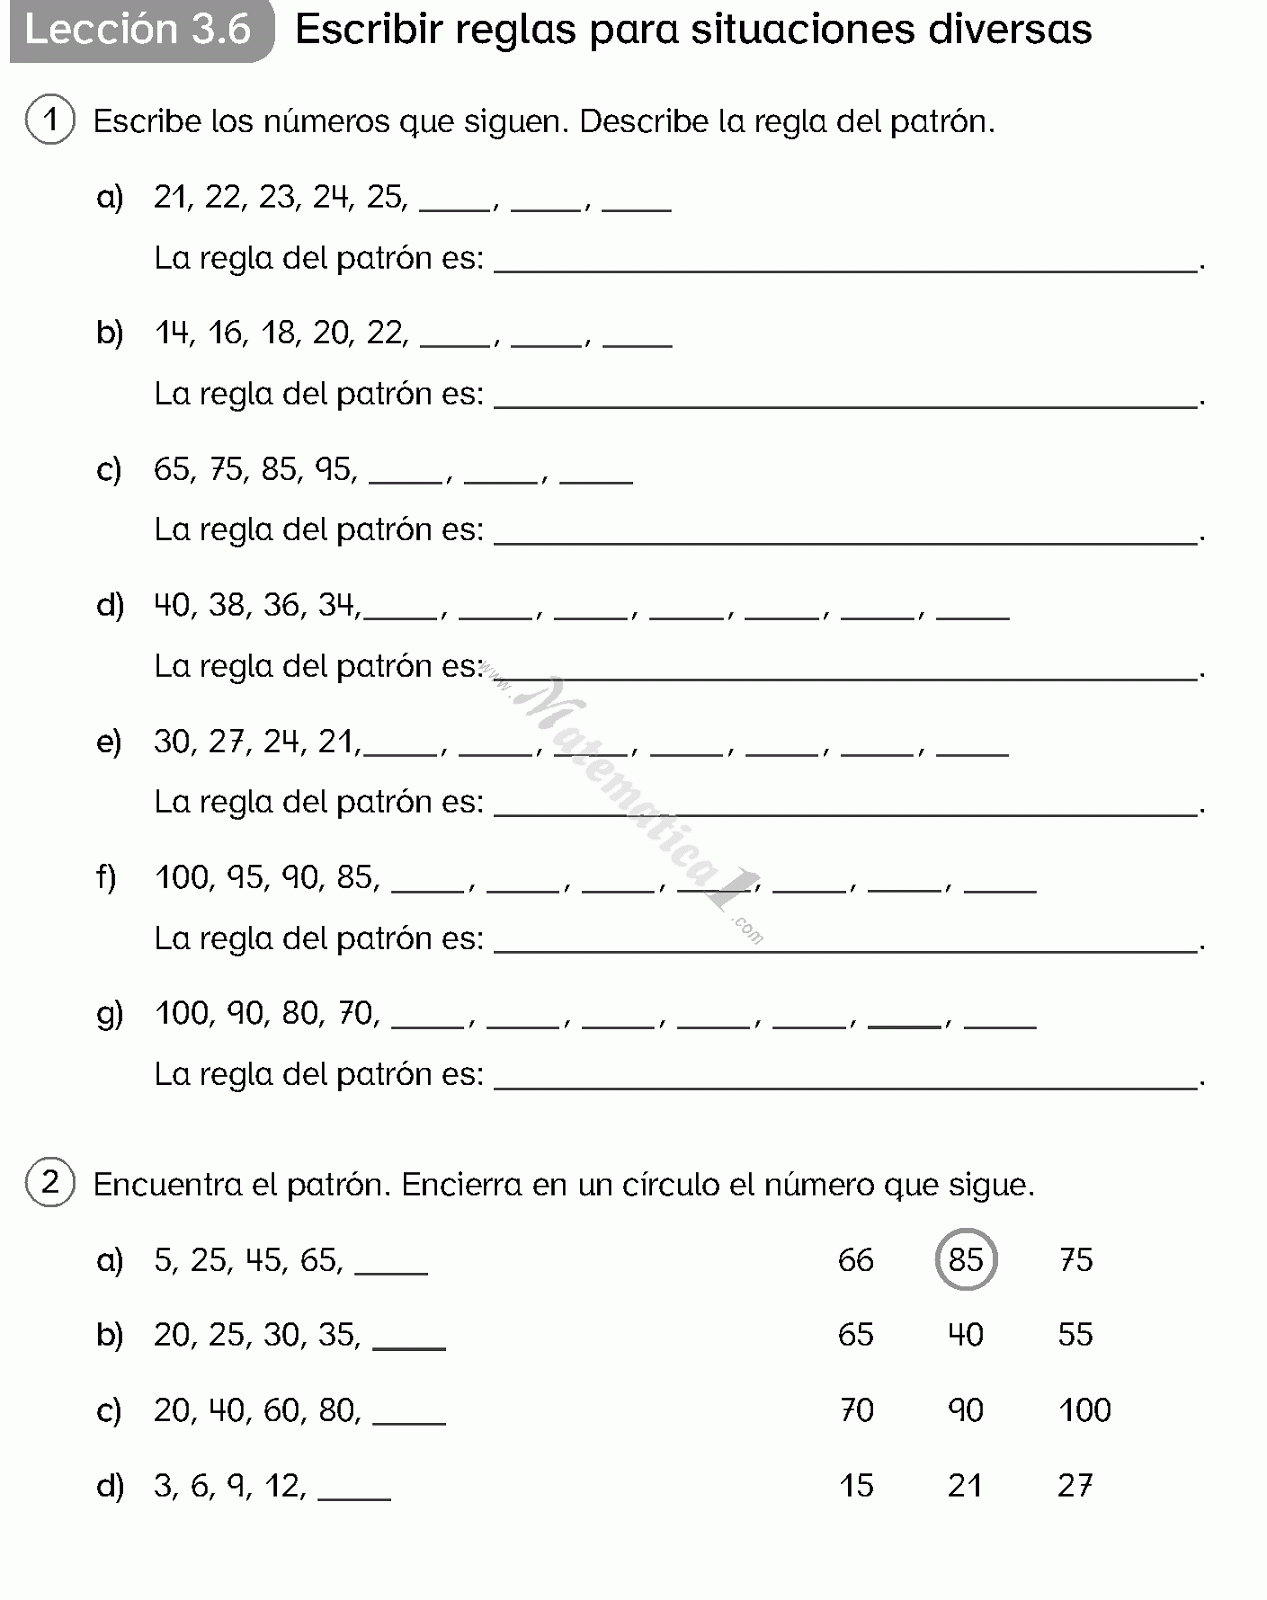 Lección 3.6 Escribir reglas para situaciones diversas
1 Escribe los números que siguen. Describe la regla del patrón.
a) 21, 22, 23, 24, 25, ____, ____, ____
La regla del patrón es: ____________________.
b) 14, 16, 18, 20, 22, ____, ____, ____
La regla del patrón es: ____________________.
c) 65, 75, 85, 95, ____, ____, ____
La regla del patrón es: ____________________.
d) 40, 38, 36, 34,____, ____, ____, ____, ____, ____, ____
La regla del patrón es: ____________________.
e) 30, 27, 24, 21,____, ____, ____, ____, ____, ____, ____
La regla del patrón es: ____________________.
f) 100, 95, 90, 85, ____, ____, ____, ____, ____, ____, ____
La regla del patrón es: ____________________.
g) 100, 90, 80, 70, ____, ____, ____, ____, ____, ____, ____
La regla del patrón es: ____________________.
www.Matematica1.com
2 Encuentra el patrón. Encierra en un círculo el número que sigue.
a) 5, 25, 45, 65, ____ 66 85 75
b) 20, 25, 30, 35, ____ 65 40 55
c) 20, 40, 60, 80, ____ 70 90 100
d) 3, 6, 9, 12, ____ 15 21 27